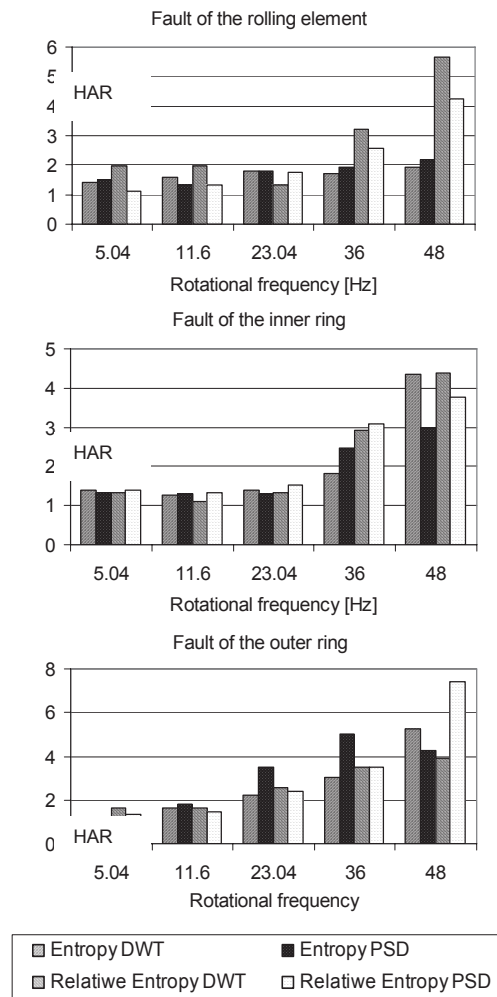 Fault of the rolling element
6
5
HAR
4
3
2
1
0
5.04 11.6 23.04 36 48
Rotational frequency [Hz]
Fault of the inner ring
5
4
3
HAR
2
1
0
5.04 11.6 23.04 36 48
Rotational frequency [Hz]
Fault of the outer ring
8
6
4
2
0
HAR
5.04 11.6 23.04 36 48
Rotational frequency
Entropy DWT Entropy PSD
Relatiwe Entropy DWT Relative Entropy PSD